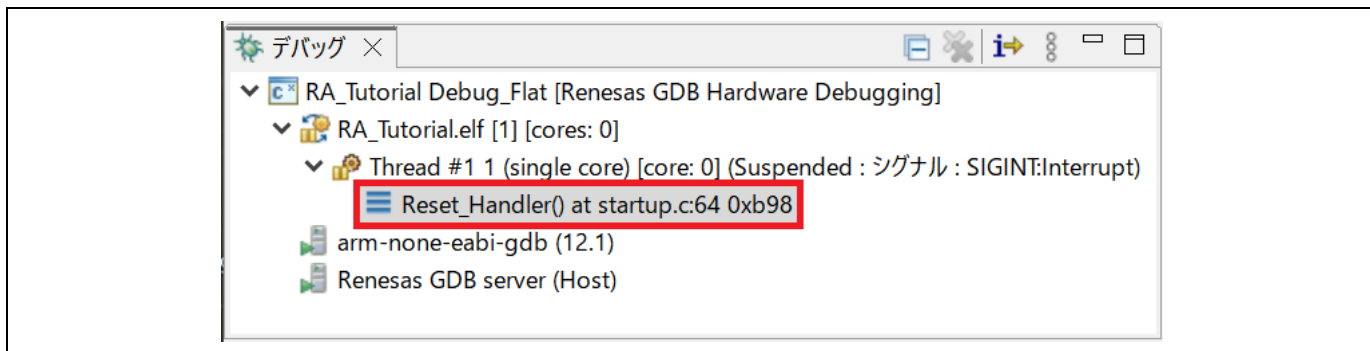 デバッグ
RA_Tutorial Debug_Flat [Renesas GDB Hardware Debugging]
RA_Tutorial.elf [1] [cores: 0]
Thread #1 1 (single core) [core: 0] (Suspended : シグナル : SIGINT:Interrupt)
Reset_Handler() at startup.c:64 0xb98
arm-none-eabi-gdb (12.1)
Renesas GDB server (Host)